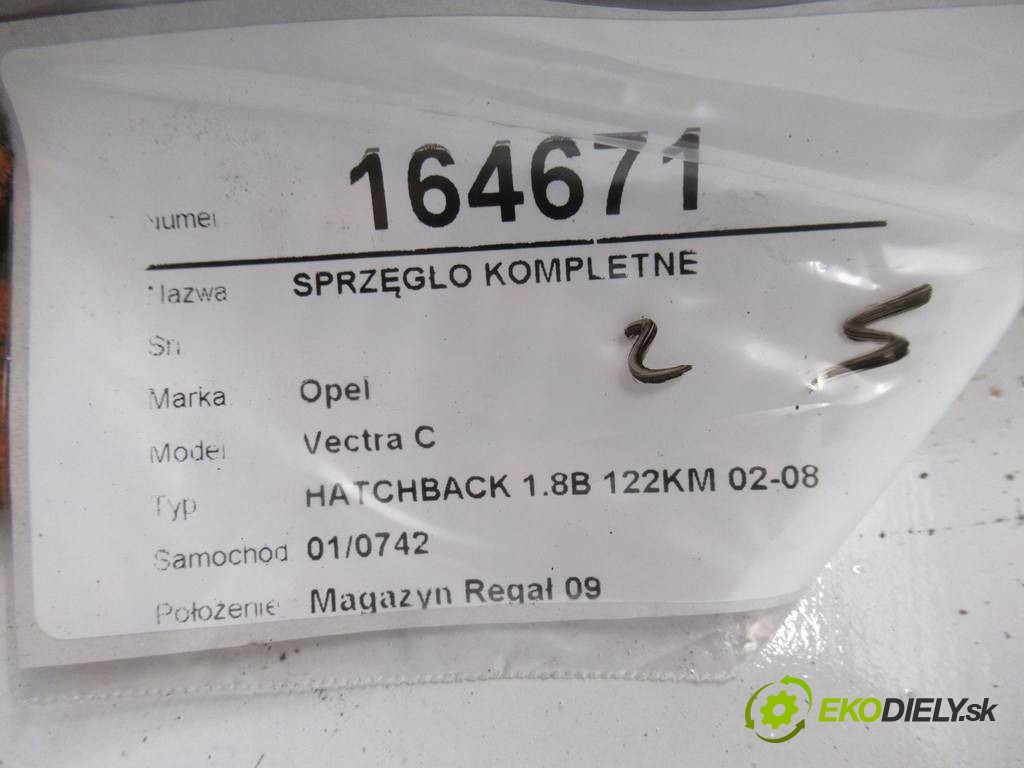 Numer 164671
Nazwa SPRZĘGŁO KOMPLETNE
Sn.
2 5
Marka Opel
Model Vectra C
Typ HATCHBACK 1.8B 122KM 02-08
Samochód 01/0742
Położenie Magazyn Regał 09
EKODIELY.sk